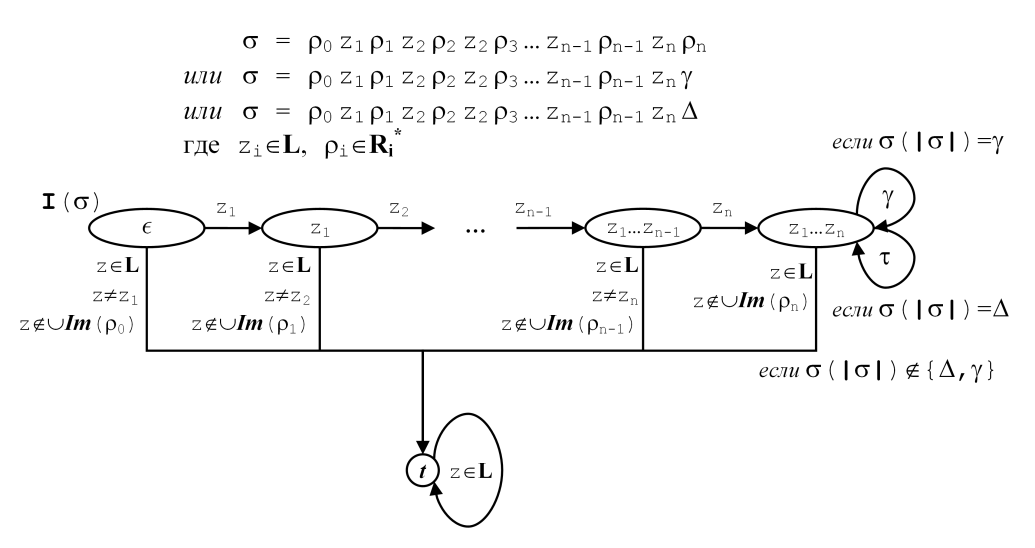 σ = ρ₀ z₁ ρ₁ z₂ ρ₂ z₂ ρ₃ … zₙ₋₁ ρₙ₋₁ zₙ ρₙ
или σ = ρ₀ z₁ ρ₁ z₂ ρ₂ z₂ ρ₃ … zₙ₋₁ ρₙ₋₁ zₙ γ
или σ = ρ₀ z₁ ρ₁ z₂ ρ₂ z₂ ρ₃ … zₙ₋₁ ρₙ₋₁ zₙ Δ
где zᵢ∈L, ρᵢ∈Rᵢ*
если σ(|σ|)=γ
I(σ)
z₁ z₂ zₙ₋₁ zₙ
γ
ϵ z₁ … z₁…zₙ₋₁ z₁…zₙ
τ
z∈L z∈L z∈L z∈L
z≠z₁ z≠z₂ z≠zₙ
z∉∪Im(ρₙ)
z∉∪Im(ρ₀) z∉∪Im(ρ₁) z∉∪Im(ρₙ₋₁)
если σ(|σ|)=Δ
если σ(|σ|)∉{Δ,γ}
t z∈L